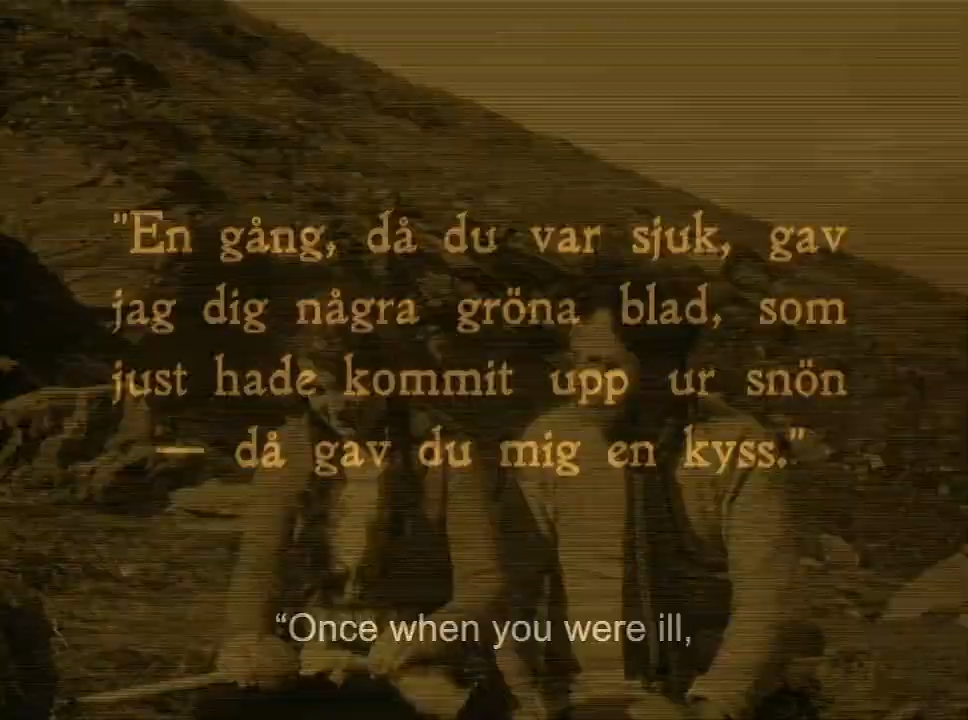 "En gång, då du var sjuk, gav
jag dig några gröna blad, som
just hade kommit upp ur snön
— då gav du mig en kyss."
“Once when you were ill,